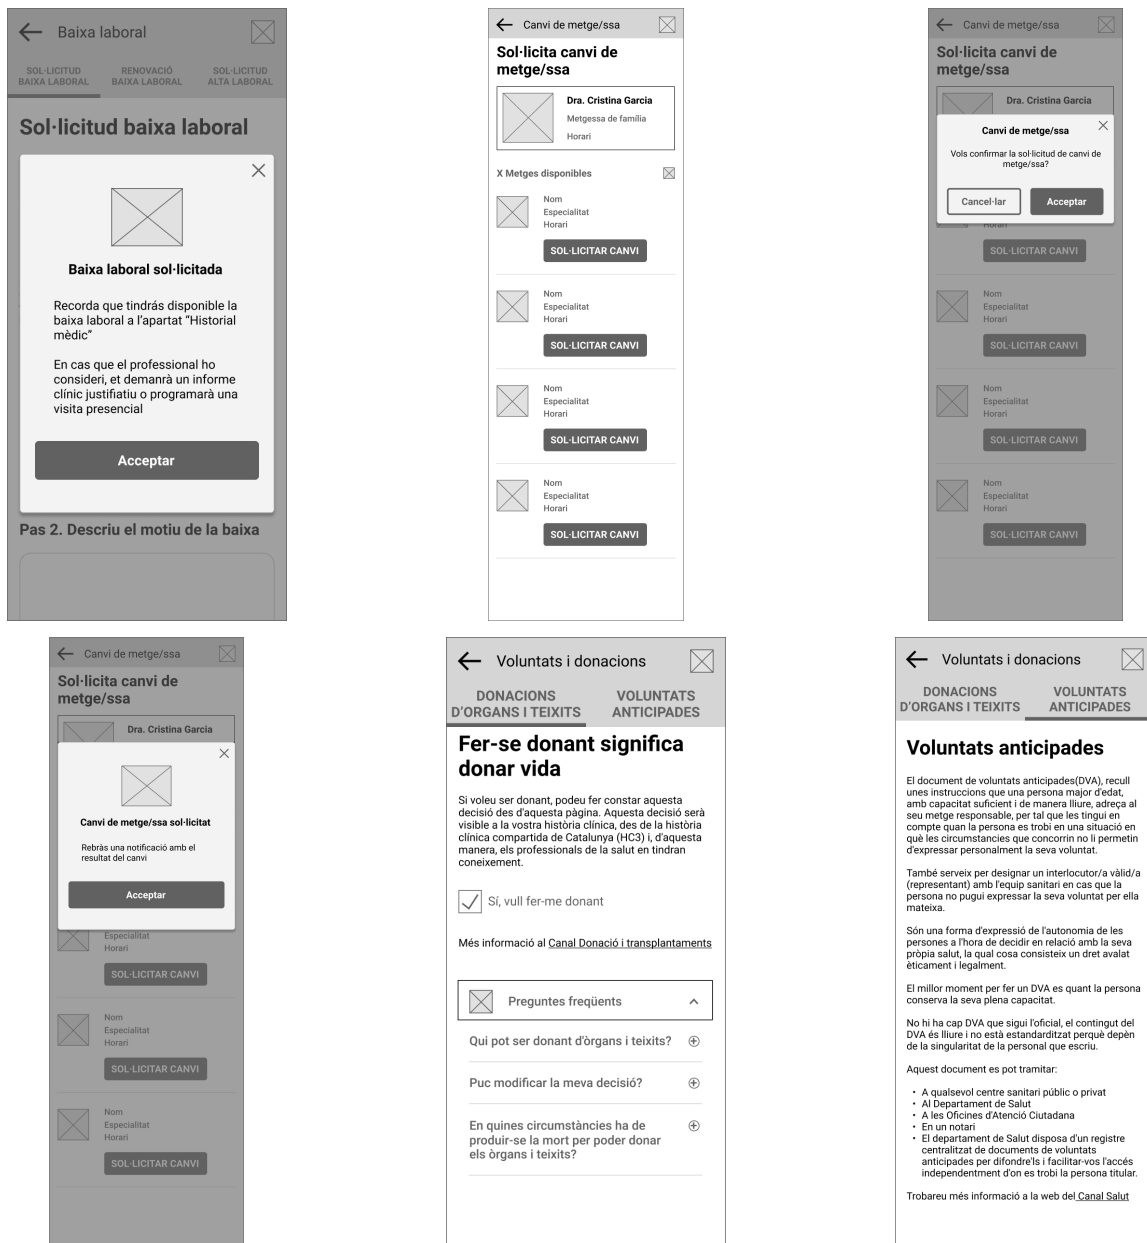 Baixa laboral
SOL·LICITUD
BAIXA LABORAL
RENOVACIÓ
BAIXA LABORAL
SOL·LICITUD
ALTA LABORAL
Sol·licitud baixa laboral
Baixa laboral sol·licitada
Recorda que tindrás disponible la
baixa laboral a l'apartat “Historial
mèdic”
En cas que el professional ho
consideri, et demanrà un informe
clínic justifiatiu o programarà una
visita presencial
Acceptar
Pas 2. Descriu el motiu de la baixa
Canvi de metge/ssa
Sol·licita canvi de
metge/ssa
Dra. Cristina Garcia
Metgessa de família
Horari
X Metges disponibles
Nom
Especialitat
Horari
SOL·LICITAR CANVI
Nom
Especialitat
Horari
SOL·LICITAR CANVI
Nom
Especialitat
Horari
SOL·LICITAR CANVI
Nom
Especialitat
Horari
SOL·LICITAR CANVI
Canvi de metge/ssa
Sol·licita canvi de
metge/ssa
Dra. Cristina Garcia
Canvi de metge/ssa
Vols confirmar la sol·licitud de canvi de
metge/ssa?
Cancel·lar
Acceptar
Horari
SOL·LICITAR CANVI
Nom
Especialitat
Horari
SOL·LICITAR CANVI
Nom
Especialitat
Horari
SOL·LICITAR CANVI
Nom
Especialitat
Horari
SOL·LICITAR CANVI
Canvi de metge/ssa
Sol·licita canvi de
metge/ssa
Dra. Cristina Garcia
Canvi de metge/ssa sol·licitat
Rebràs una notificació amb el
resultat del canvi
Acceptar
Especialitat
Horari
SOL·LICITAR CANVI
Nom
Especialitat
Horari
SOL·LICITAR CANVI
Nom
Especialitat
Horari
SOL·LICITAR CANVI
Voluntats i donacions
DONACIONS
D'ORGANS I TEIXITS
VOLUNTATS
ANTICIPADES
Fer-se donant significa
donar vida
Si voleu ser donant, podeu fer constar aquesta
decisió des d'aquesta pàgina. Aquesta decisió serà
visible a la vostra història clínica, des de la història
clínica compartida de Catalunya (HC3) i, d'aquesta
manera, els professionals de la salut en tindran
coneixement.
Sí, vull fer-me donant
Més informació al Canal Donació i transplantaments
Preguntes freqüents
Qui pot ser donant d'òrgans i teixits?
Puc modificar la meva decisió?
En quines circumstàncies ha de
produir-se la mort per poder donar
els òrgans i teixits?
Voluntats i donacions
DONACIONS
D'ORGANS I TEIXITS
VOLUNTATS
ANTICIPADES
Voluntats anticipades
El document de voluntats anticipades(DVA), recull
unes instruccions que una persona major d'edat,
amb capacitat suficient i de manera lliure, adreça al
seu metge responsable, per tal que les tingui en
compte quan la persona es trobi en una situació en
què les circumstancies que concorrin no li permetin
d'expressar personalment la seva voluntat.
També serveix per designar un interlocutor/a vàlid/a
(representant) amb l'equip sanitari en cas que la
persona no pugui expressar la seva voluntat per ella
mateixa.
Són una forma d'expressió de l'autonomia de les
persones a l'hora de decidir en relació amb la seva
pròpia salut, la qual cosa consisteix un dret avalat
èticament i legalment.
El millor moment per fer un DVA es quant la persona
conserva la seva plena capacitat.
No hi ha cap DVA que sigui l'oficial, el contingut del
DVA és lliure i no està estandarditzat perquè depèn
de la singularitat de la personal que escriu.
Aquest document es pot tramitar:
• A qualsevol centre sanitari públic o privat
• Al Departament de Salut
• A les Oficines d'Atenció Ciutadana
• En un notari
• El departament de Salut disposa d'un registre
centralitzat de documents de voluntats
anticipades per difondre'ls i facilitar-vos l'accés
independentment d'on es trobi la persona titular.
Trobareu més informació a la web del Canal Salut